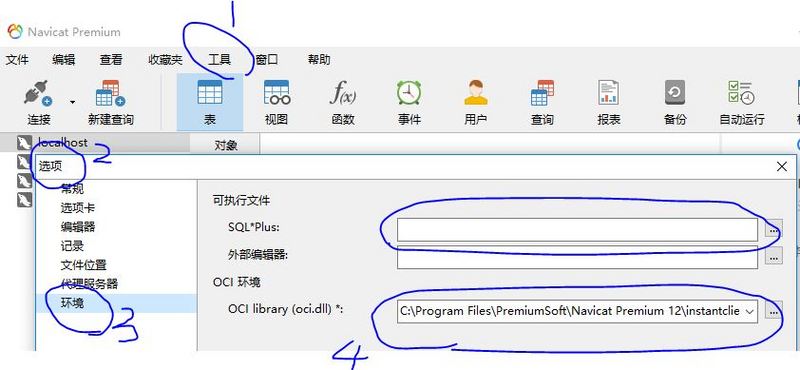 1
Navicat Premium
文件 编辑 查看 收藏夹 工具 窗口 帮助
连接 新建查询 表 视图 f(x) 函数 事件 用户 查询 报表 备份 自动运行
localhost 对象
选项 2
常规
选项卡
编辑器
记录
文件位置
代理服务器
环境
3
可执行文件
SQL*Plus: ...
外部编辑器: ...
OCI 环境
OCI library (oci.dll) *: C:\Program Files\PremiumSoft\Navicat Premium 12\instantclie ...
4